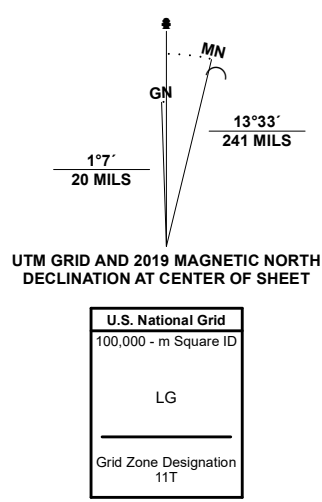 MN
GN
13°33´
241 MILS
1°7´
20 MILS
UTM GRID AND 2019 MAGNETIC NORTH
DECLINATION AT CENTER OF SHEET
U.S. National Grid
100,000 - m Square ID
LG
Grid Zone Designation
11T